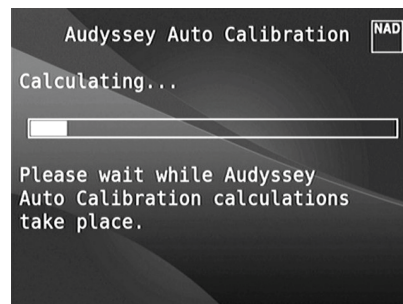 Audyssey Auto Calibration
NAD
Calculating...
Please wait while Audyssey
Auto Calibration calculations
take place.